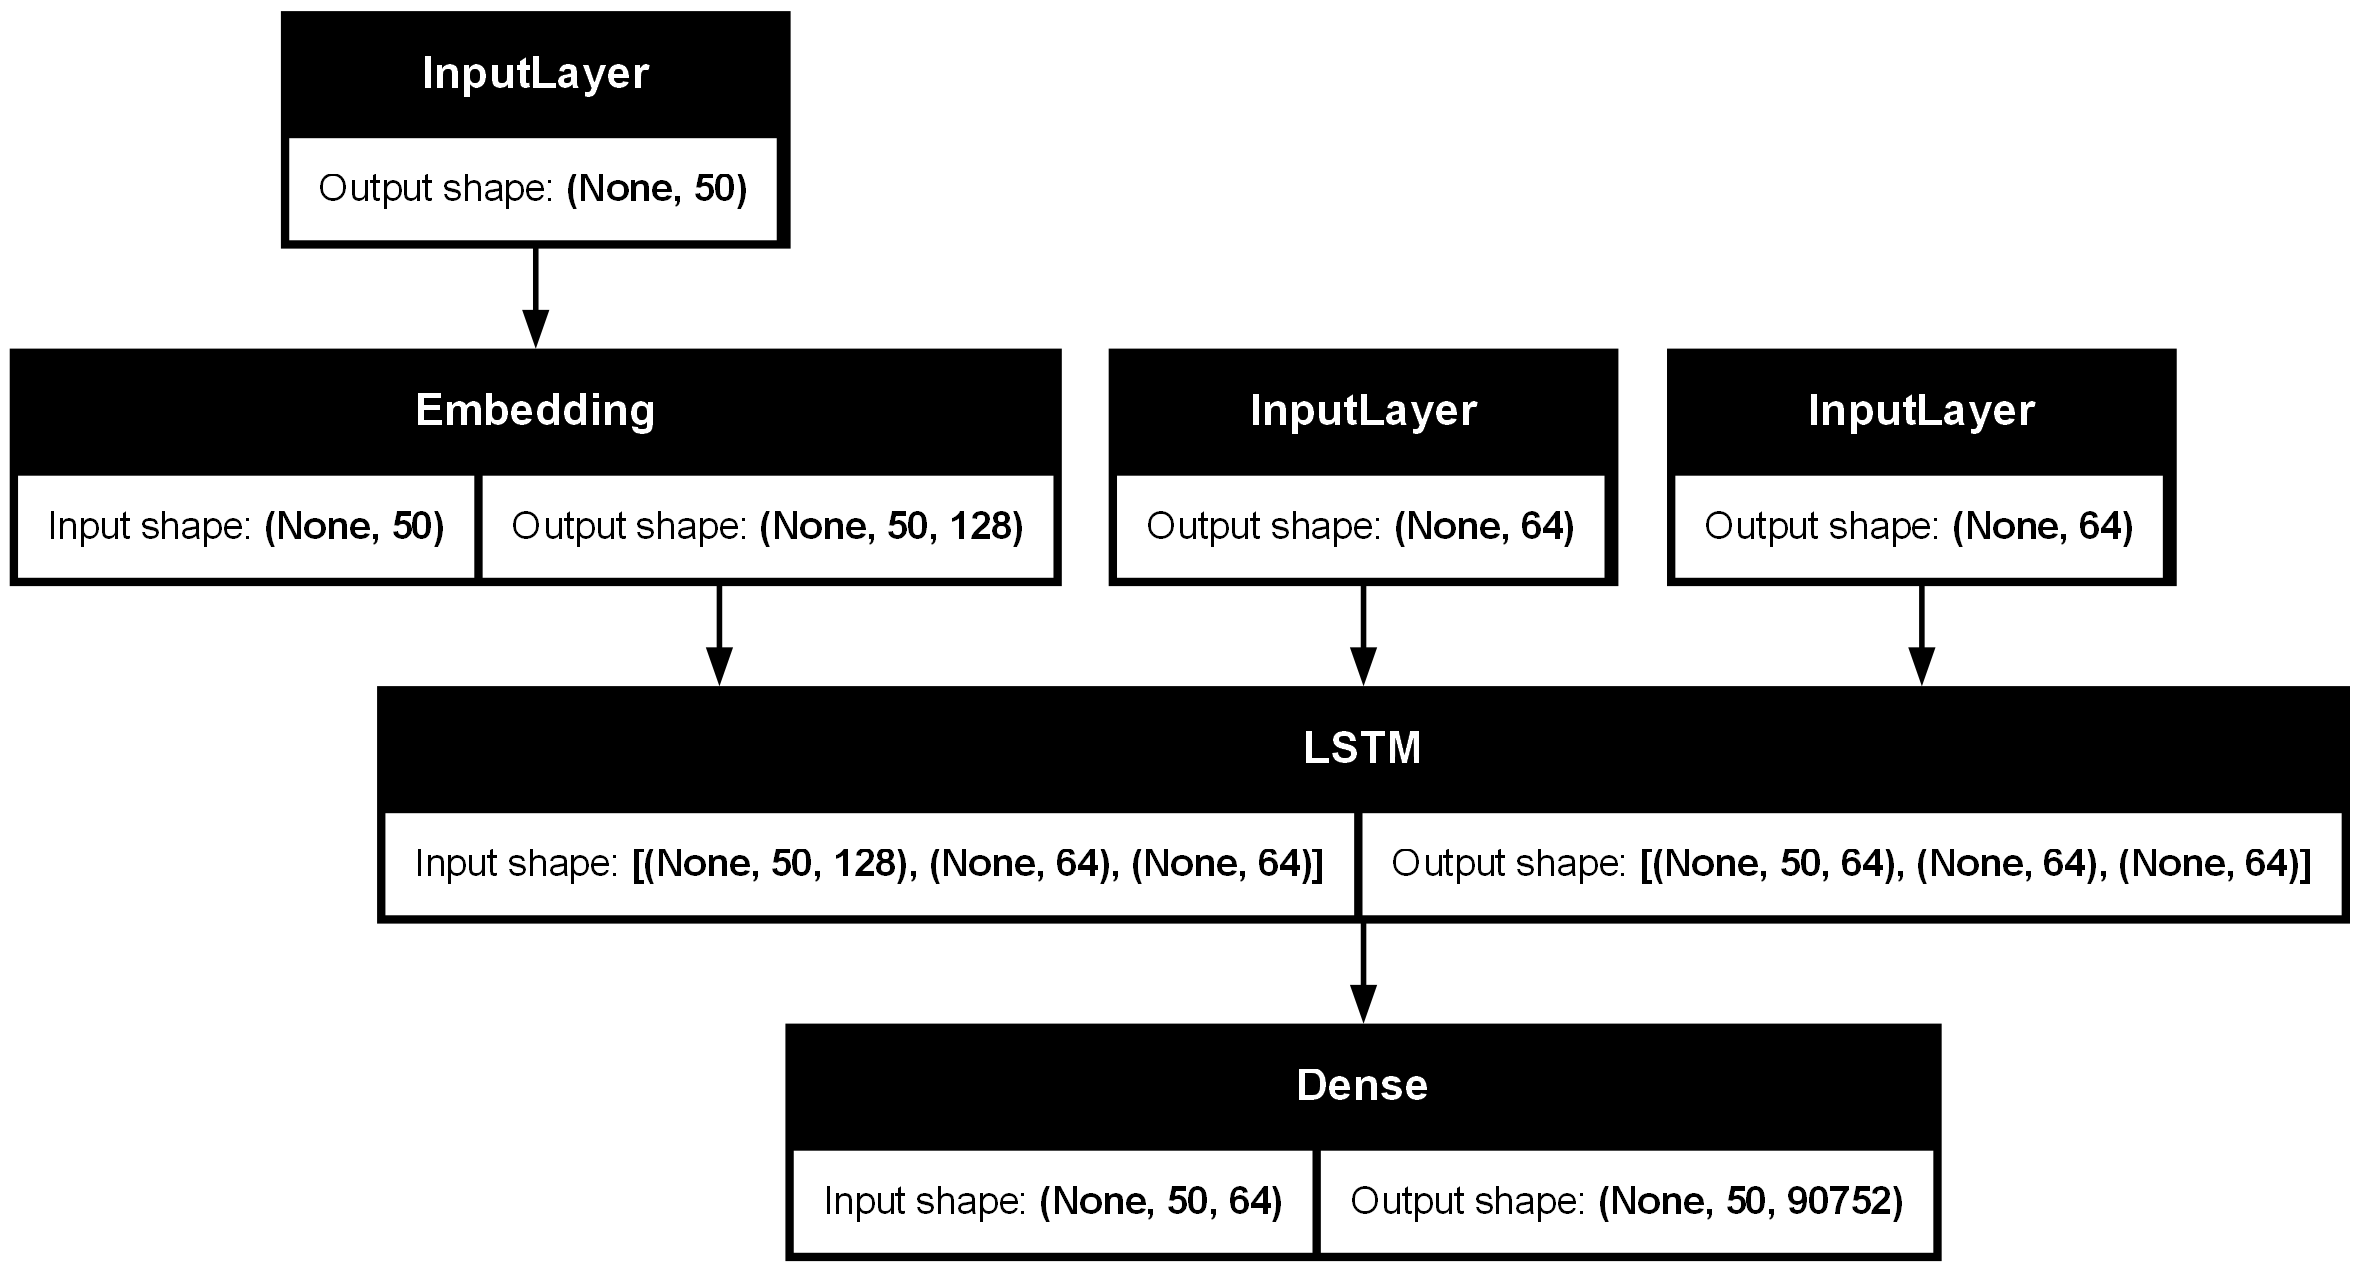 InputLayer
Output shape: (None, 50)
Embedding
Input shape: (None, 50)
Output shape: (None, 50, 128)
InputLayer
Output shape: (None, 64)
InputLayer
Output shape: (None, 64)
LSTM
Input shape: [(None, 50, 128), (None, 64), (None, 64)]
Output shape: [(None, 50, 64), (None, 64), (None, 64)]
Dense
Input shape: (None, 50, 64)
Output shape: (None, 50, 90752)